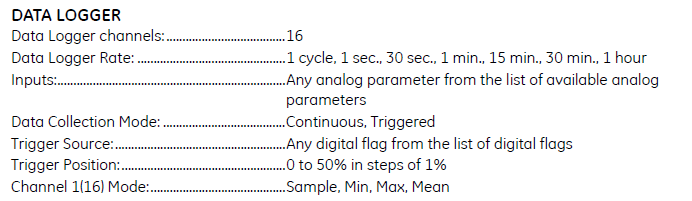 DATA LOGGER
Data Logger channels:........................................16
Data Logger Rate: ..................................................1 cycle, 1 sec., 30 sec., 1 min., 15 min., 30 min., 1 hour
Inputs:............................................................................Any analog parameter from the list of available analog
parameters
Data Collection Mode: .........................................Continuous, Triggered
Trigger Source:.........................................................Any digital flag from the list of digital flags
Trigger Position:.......................................................0 to 50% in steps of 1%
Channel 1(16) Mode:.............................................Sample, Min, Max, Mean